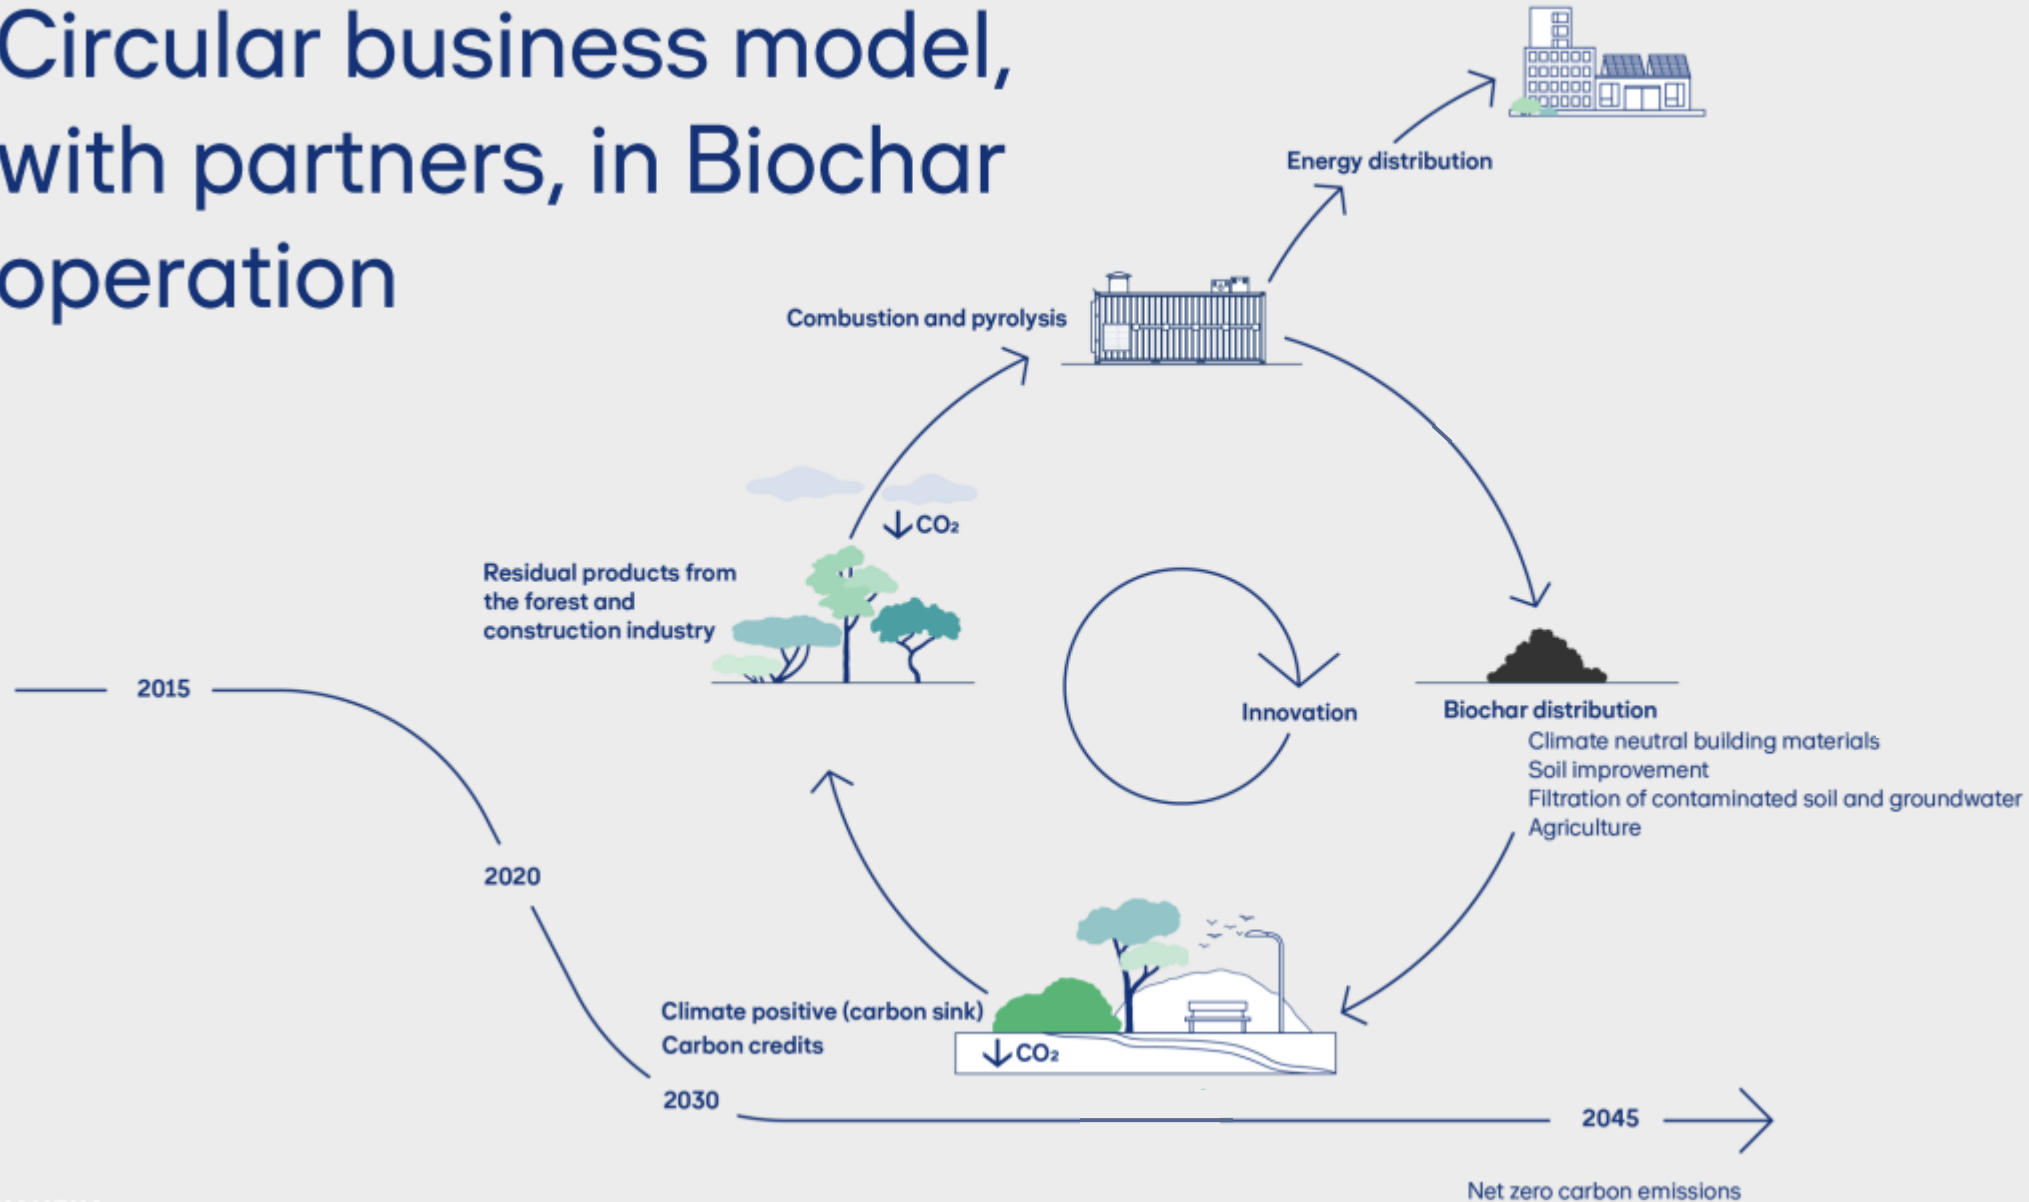 Circular business model,
with partners, in Biochar
operation
Energy distribution
Combustion and pyrolysis
CO₂
Residual products from
the forest and
construction industry
Innovation
Biochar distribution
Climate neutral building materials
Soil improvement
Filtration of contaminated soil and groundwater
Agriculture
Climate positive (carbon sink)
Carbon credits
CO₂
2015
2020
2030
2045
Net zero carbon emissions